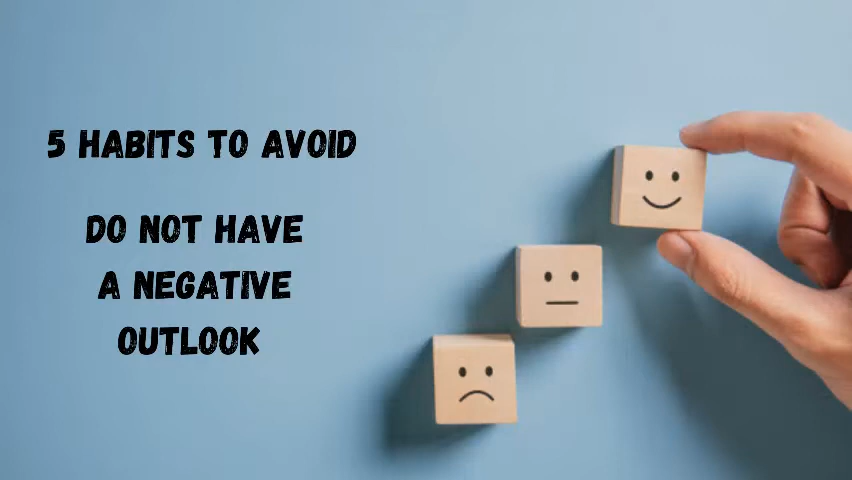 5 HABITS TO AVOID
DO NOT HAVE
A NEGATIVE
OUTLOOK